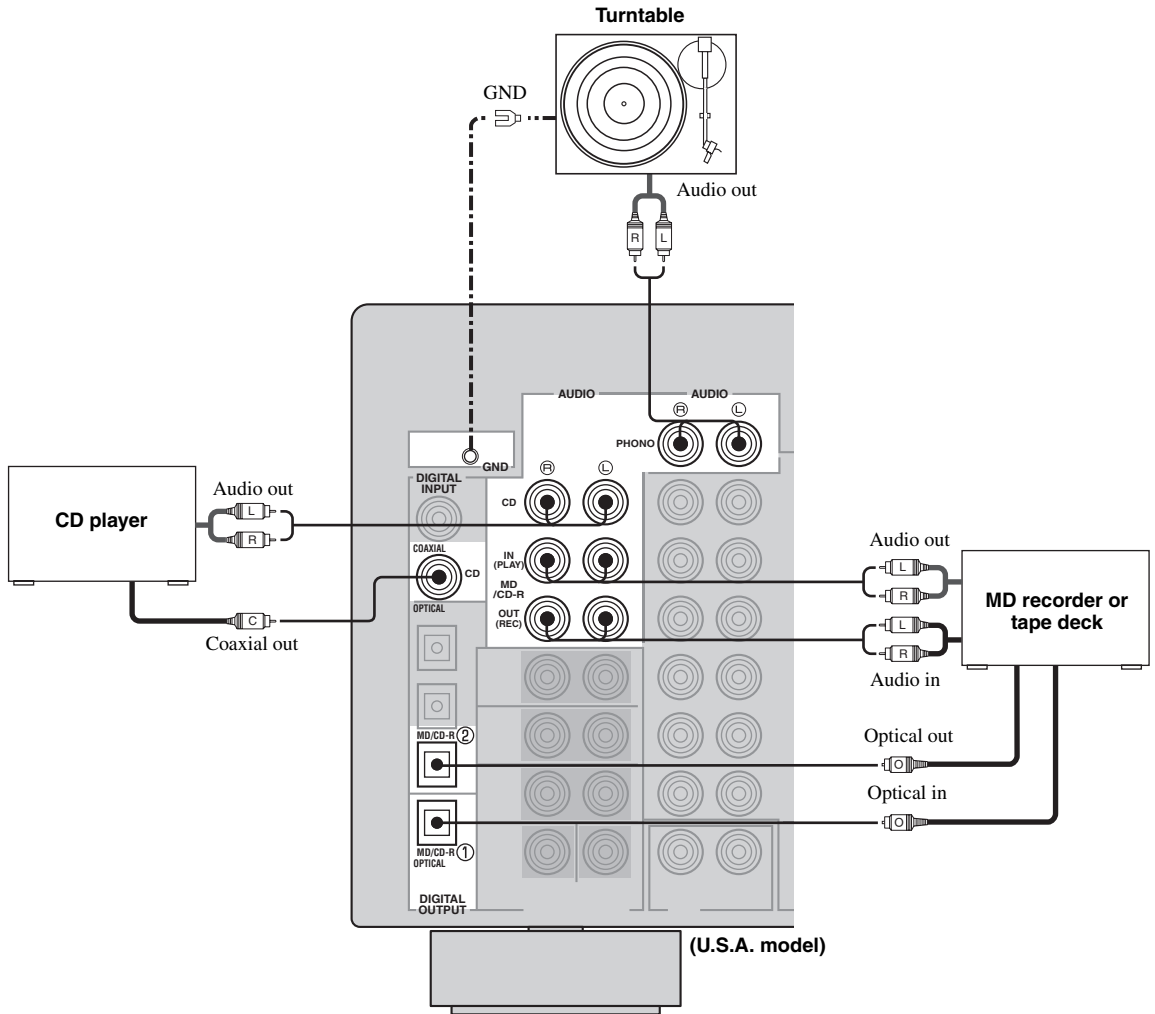 Turntable
GND
Audio out
R L
AUDIO AUDIO
R L
PHONO
GND
R L
DIGITAL
INPUT
CD
Audio out
L
R
CD player
COAXIAL
CD
IN
(PLAY)
MD
/CD-R
OUT
(REC)
OPTICAL
C
Coaxial out
Audio out
L
R
MD recorder or
tape deck
L
R
Audio in
MD/CD-R ②
Optical out
O
Optical in
O
MD/CD-R ①
OPTICAL
DIGITAL
OUTPUT
(U.S.A. model)